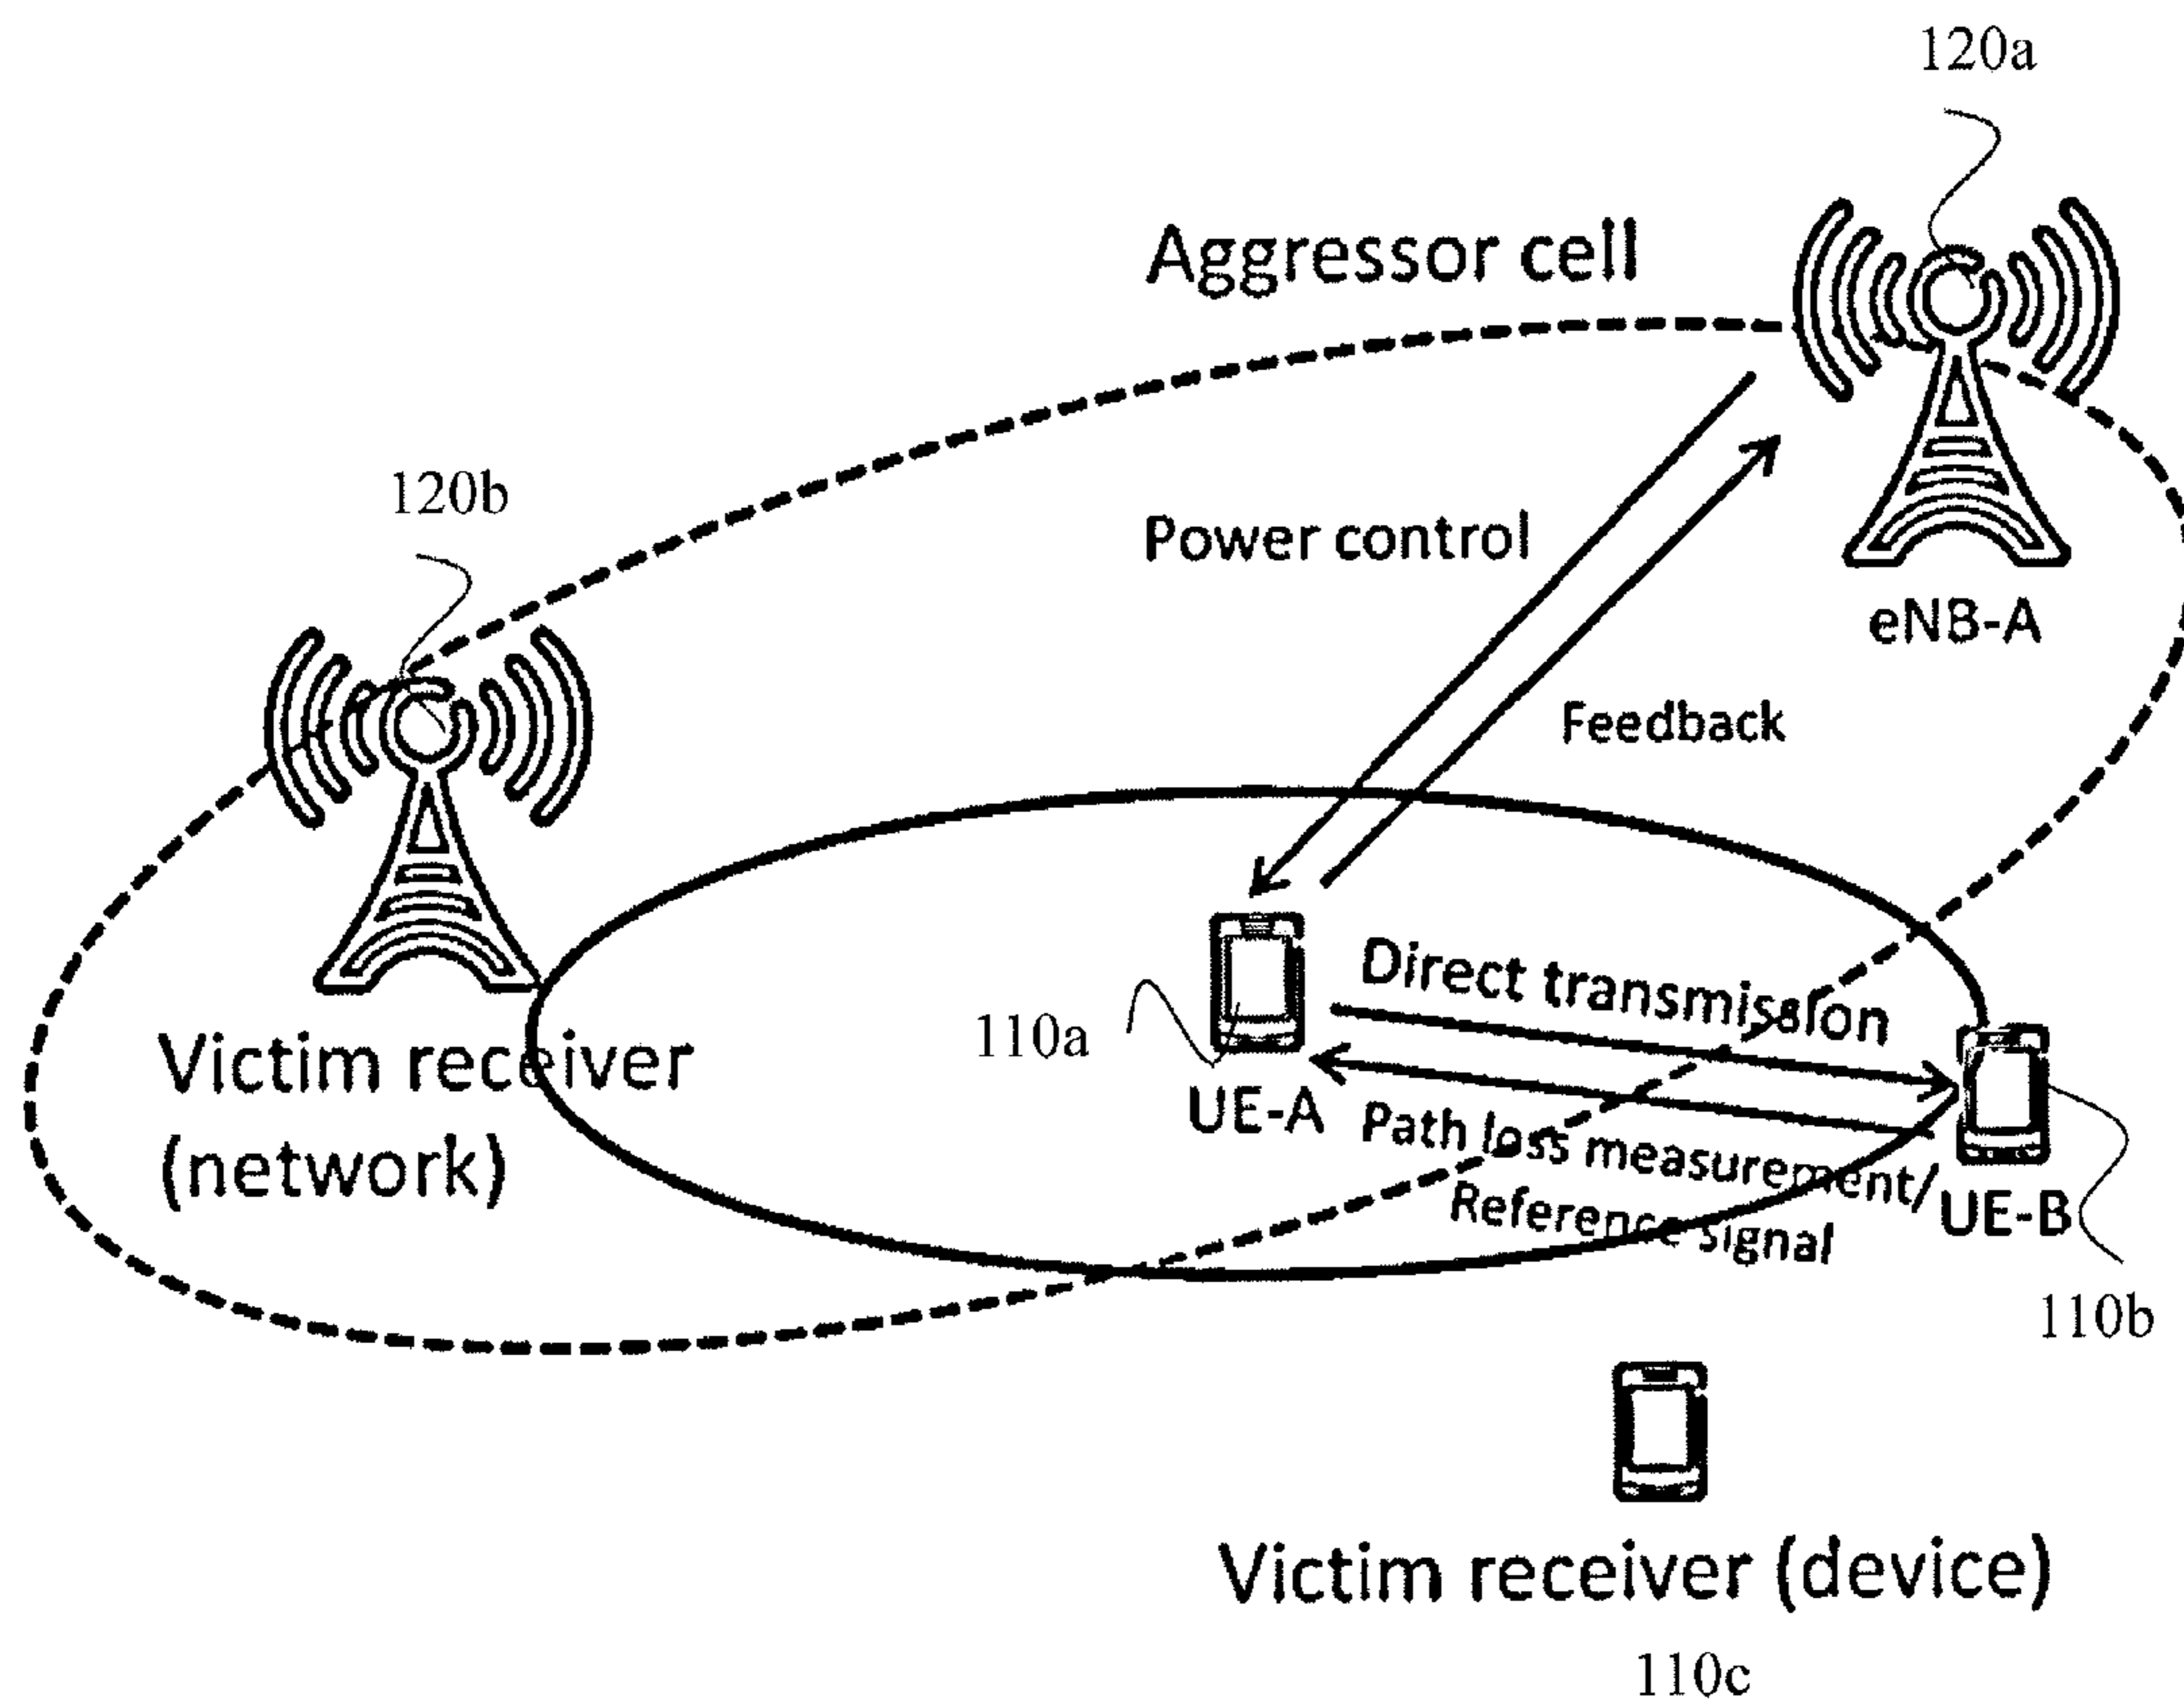 120a
Aggressor cell
120b
Power control
eNB-A
Feedback
Direct transmission
110a
Victim receiver
(network)
UE-A
Path loss measurement/
Reference signal
UE-B
110b
Victim receiver (device)
110c